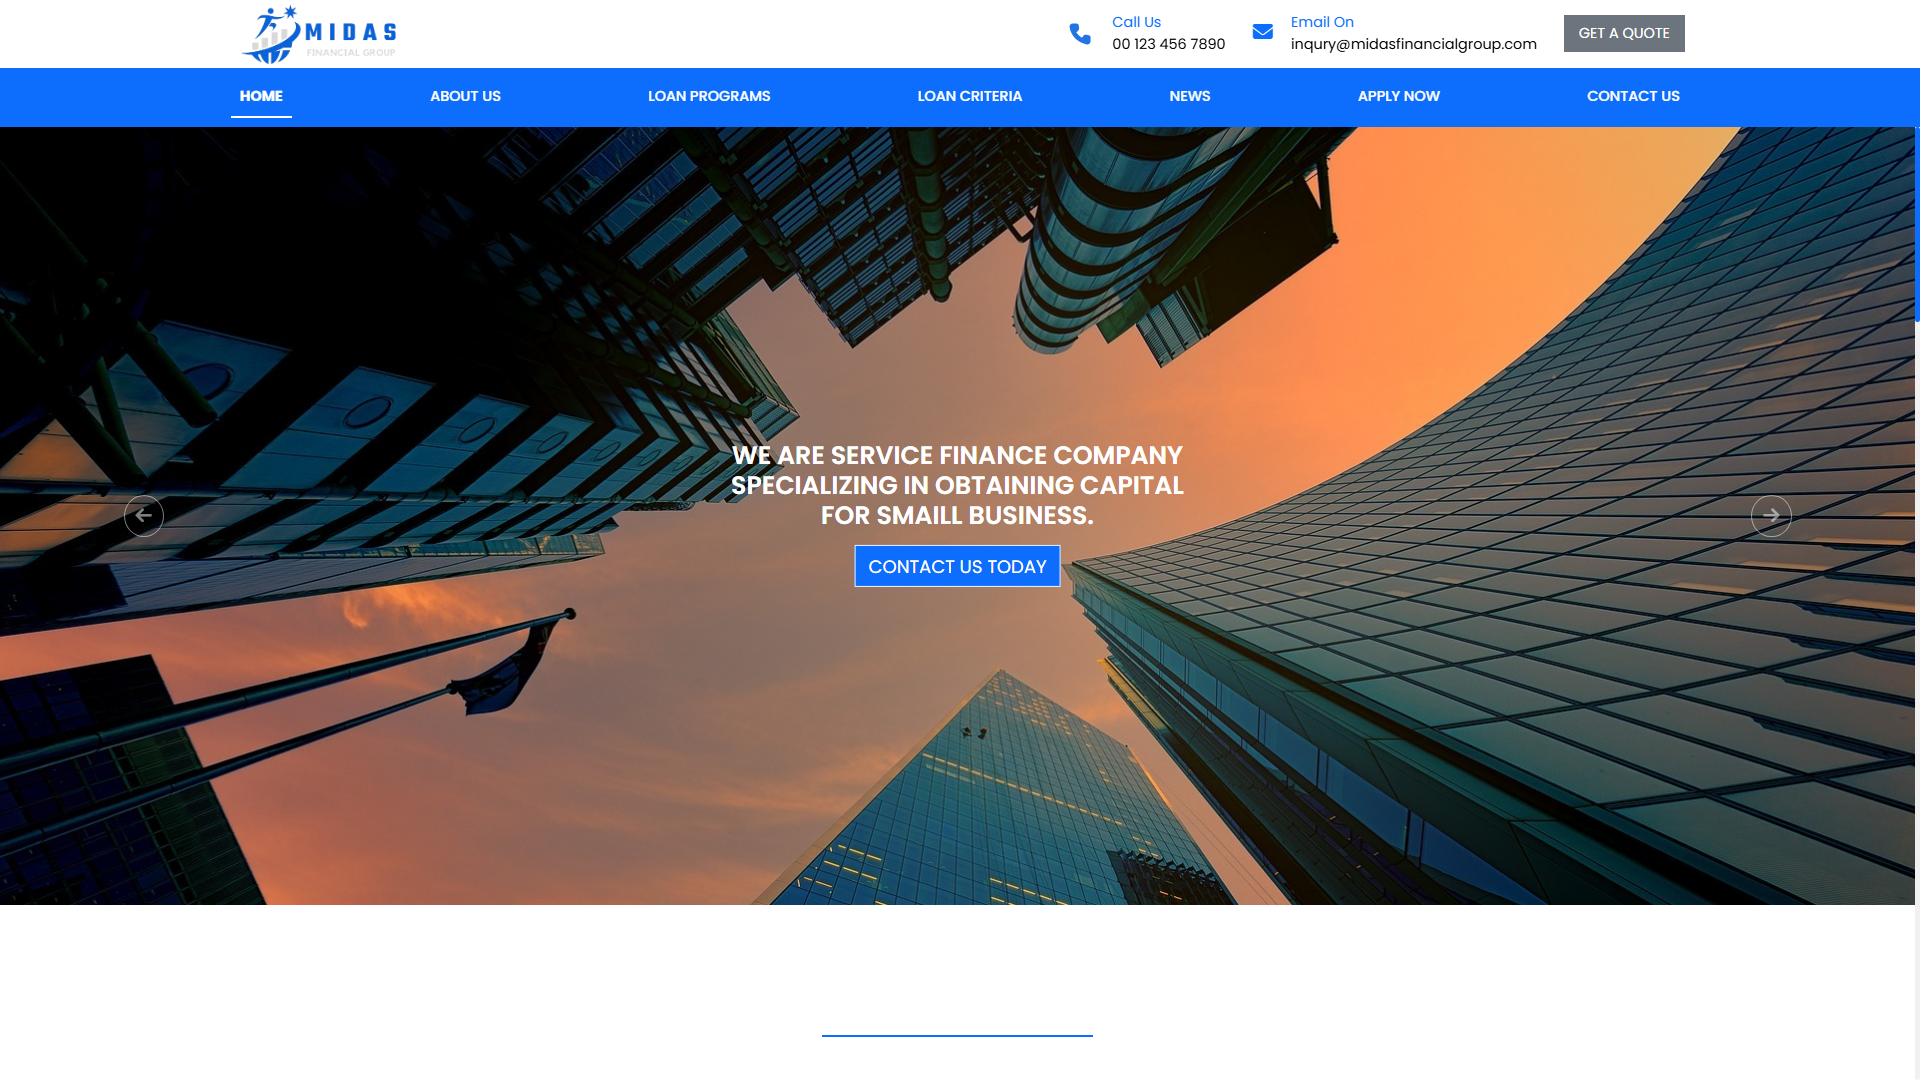 MIDAS
FINANCIAL GROUP
Call Us
00 123 456 7890
Email On
inqury@midasfinancialgroup.com
GET A QUOTE
HOME
ABOUT US
LOAN PROGRAMS
LOAN CRITERIA
NEWS
APPLY NOW
CONTACT US
WE ARE SERVICE FINANCE COMPANY
SPECIALIZING IN OBTAINING CAPITAL
FOR SMAILL BUSINESS.
CONTACT US TODAY